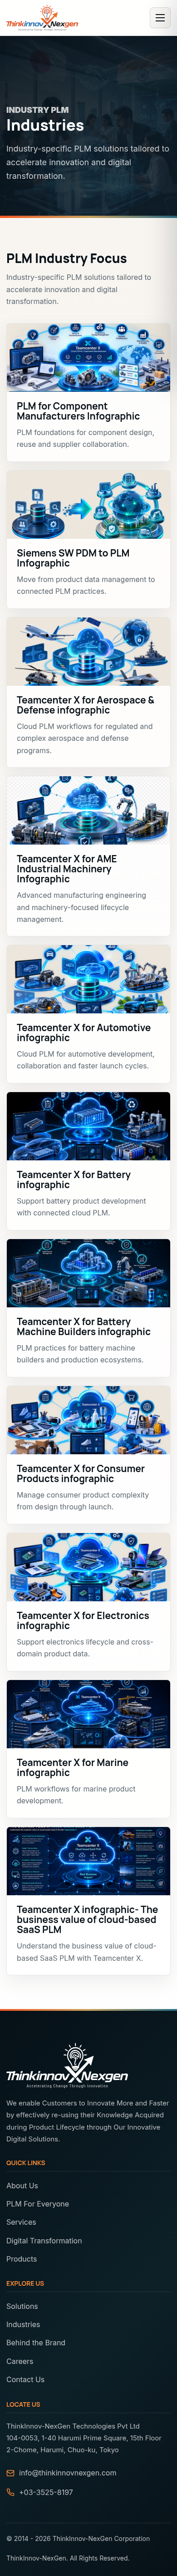 ThinkinnovXNexgen
Accelerating Change Through Innovation.
INDUSTRY PLM
Industries
Industry-specific PLM solutions tailored to
accelerate innovation and digital
transformation.
PLM Industry Focus
Industry-specific PLM solutions tailored to
accelerate innovation and digital
transformation.
Teamcenter X
PLM for Component
Manufacturers Infographic
PLM foundations for component design,
reuse and supplier collaboration.
Siemens SW PDM to PLM
Infographic
Move from product data management to
connected PLM practices.
Teamcenter X for Aerospace &
Defense infographic
Cloud PLM workflows for regulated and
complex aerospace and defense
programs.
Teamcenter X for AME
Industrial Machinery
Infographic
Advanced manufacturing engineering
and machinery-focused lifecycle
management.
Teamcenter X for Automotive
infographic
Cloud PLM for automotive development,
collaboration and faster launch cycles.
Teamcenter X for Battery
infographic
Support battery product development
with connected cloud PLM.
Teamcenter X for Battery
Machine Builders infographic
PLM practices for battery machine
builders and production ecosystems.
Teamcenter X for Consumer
Products infographic
Manage consumer product complexity
from design through launch.
Teamcenter X for Electronics
infographic
Support electronics lifecycle and cross-
domain product data.
Teamcenter X for Marine
infographic
PLM workflows for marine product
development.
Teamcenter X
Teamcenter X infographic- The
business value of cloud-based
SaaS PLM
Understand the business value of cloud-
based SaaS PLM with Teamcenter X.
ThinkinnovXNexgen
Accelerating Change Through Innovation.
We enable Customers to Innovate More and Faster
by effectively re-using their Knowledge Acquired
during Product Lifecycle through Our Innovative
Digital Solutions.
QUICK LINKS
About Us
PLM For Everyone
Services
Digital Transformation
Products
EXPLORE US
Solutions
Industries
Behind the Brand
Careers
Contact Us
LOCATE US
ThinkInnov-NexGen Technologies Pvt Ltd
104-0053, 1-40 Harumi Prime Square, 15th Floor
2-Chome, Harumi, Chuo-ku, Tokyo
info@thinkinnovnexgen.com
+03-3525-8197
© 2014 - 2026 ThinkInnov-NexGen Corporation
ThinkInnov-NexGen. All Rights Reserved.